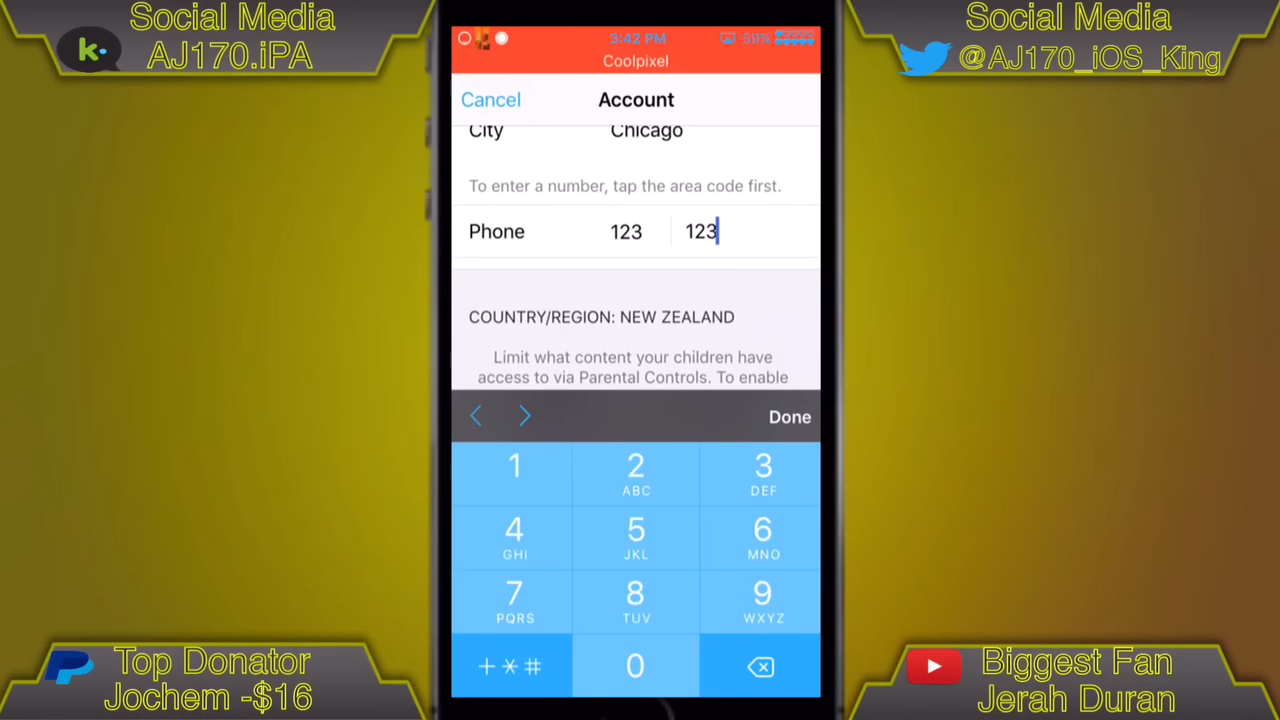 Social Media
AJ170.iPA
k.
Social Media
@AJ170_iOS_King
3:42 PM
59%
Coolpixel
Cancel
Account
City Chicago
To enter a number, tap the area code first.
Phone 123 123
COUNTRY/REGION: NEW ZEALAND
Limit what content your children have
access to via Parental Controls. To enable
Done
1 2 3
ABC DEF
4 5 6
GHI JKL MNO
7 8 9
PQRS TUV WXYZ
+*# 0
Top Donator
Jochem -$16
Biggest Fan
Jerah Duran